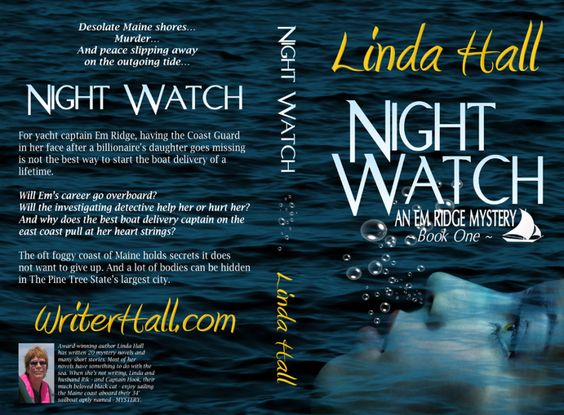 Desolate Maine shores...
Murder...
And peace slipping away
on the outgoing tide...
NIGHT WATCH
For yacht captain Em Ridge, having the Coast Guard
in her face after a billionaire's daughter goes missing
is not the best way to start the boat delivery of a
lifetime.
Will Em's career go overboard?
Will the investigating detective help her or hurt her?
And why does the best boat delivery captain on the
east coast pull at her heart strings?
The oft foggy coast of Maine holds secrets it does
not want to give up. And a lot of bodies can be hidden
in The Pine Tree State's largest city.
WriterHall.com
Award-winning author Linda Hall
has written 20 mystery novels and
many short stories. Most of her
novels have something to do with the
sea. When she's not writing, Linda and
husband Rik - and Captain Hook, their
much beloved black cat - enjoy sailing
the Maine coast aboard their 34'
sailboat aptly named - MYSTERY.
NIGHT WATCH
Linda Hall
Linda Hall
NIGHT
WATCH
AN EM RIDGE MYSTERY
Book One ~